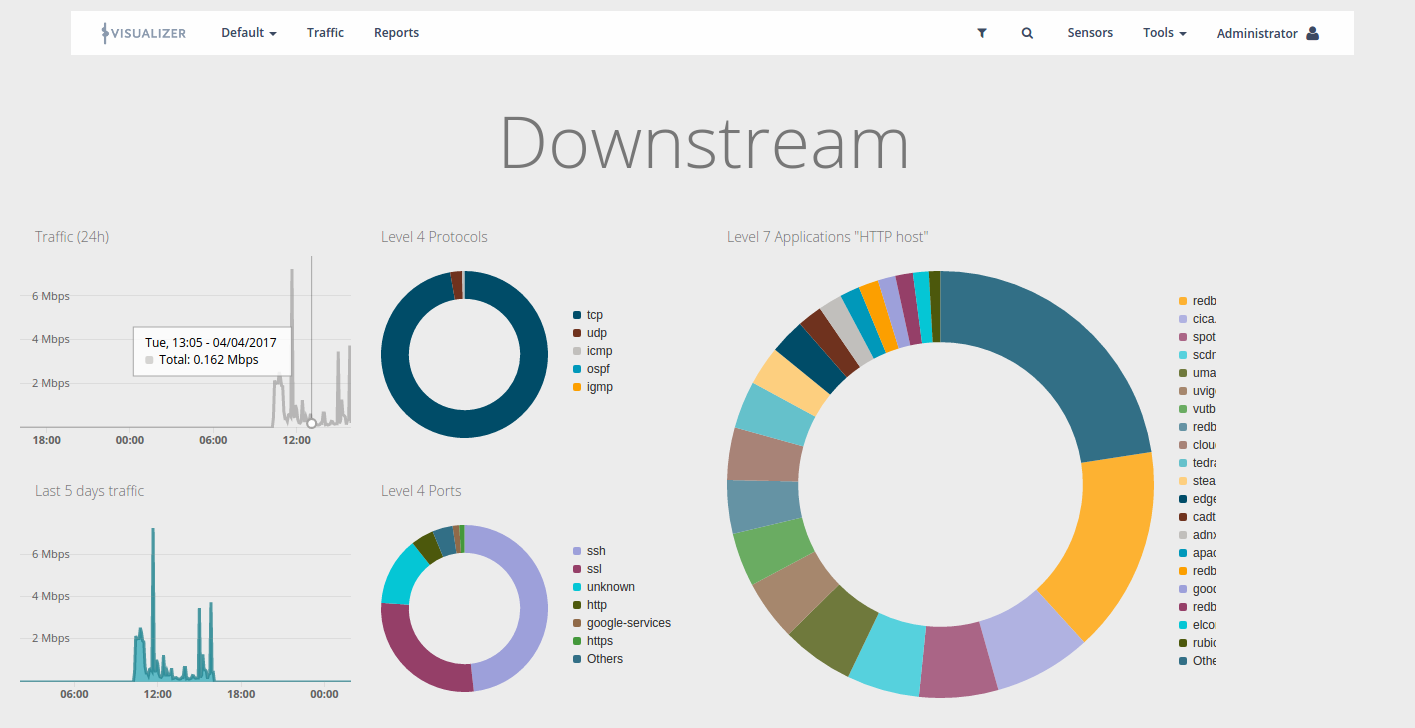 VISUALIZER Default Traffic Reports Sensors Tools Administrator
Downstream
Traffic (24h)
6 Mbps
4 Mbps
2 Mbps
Tue, 13:05 - 04/04/2017
Total: 0.162 Mbps
18:00 00:00 06:00 12:00
Level 4 Protocols
tcp
udp
icmp
ospf
igmp
Last 5 days traffic
6 Mbps
4 Mbps
2 Mbps
06:00 12:00 18:00 00:00
Level 4 Ports
ssh
ssl
unknown
http
google-services
https
Others
Level 7 Applications "HTTP host"
redb
cica.
spot
scdn
uma
uvig
vutb
redb
clou
tedra
stea
edge
cadt
adnx
apac
redb
goog
redb
elco
rubic
Othe